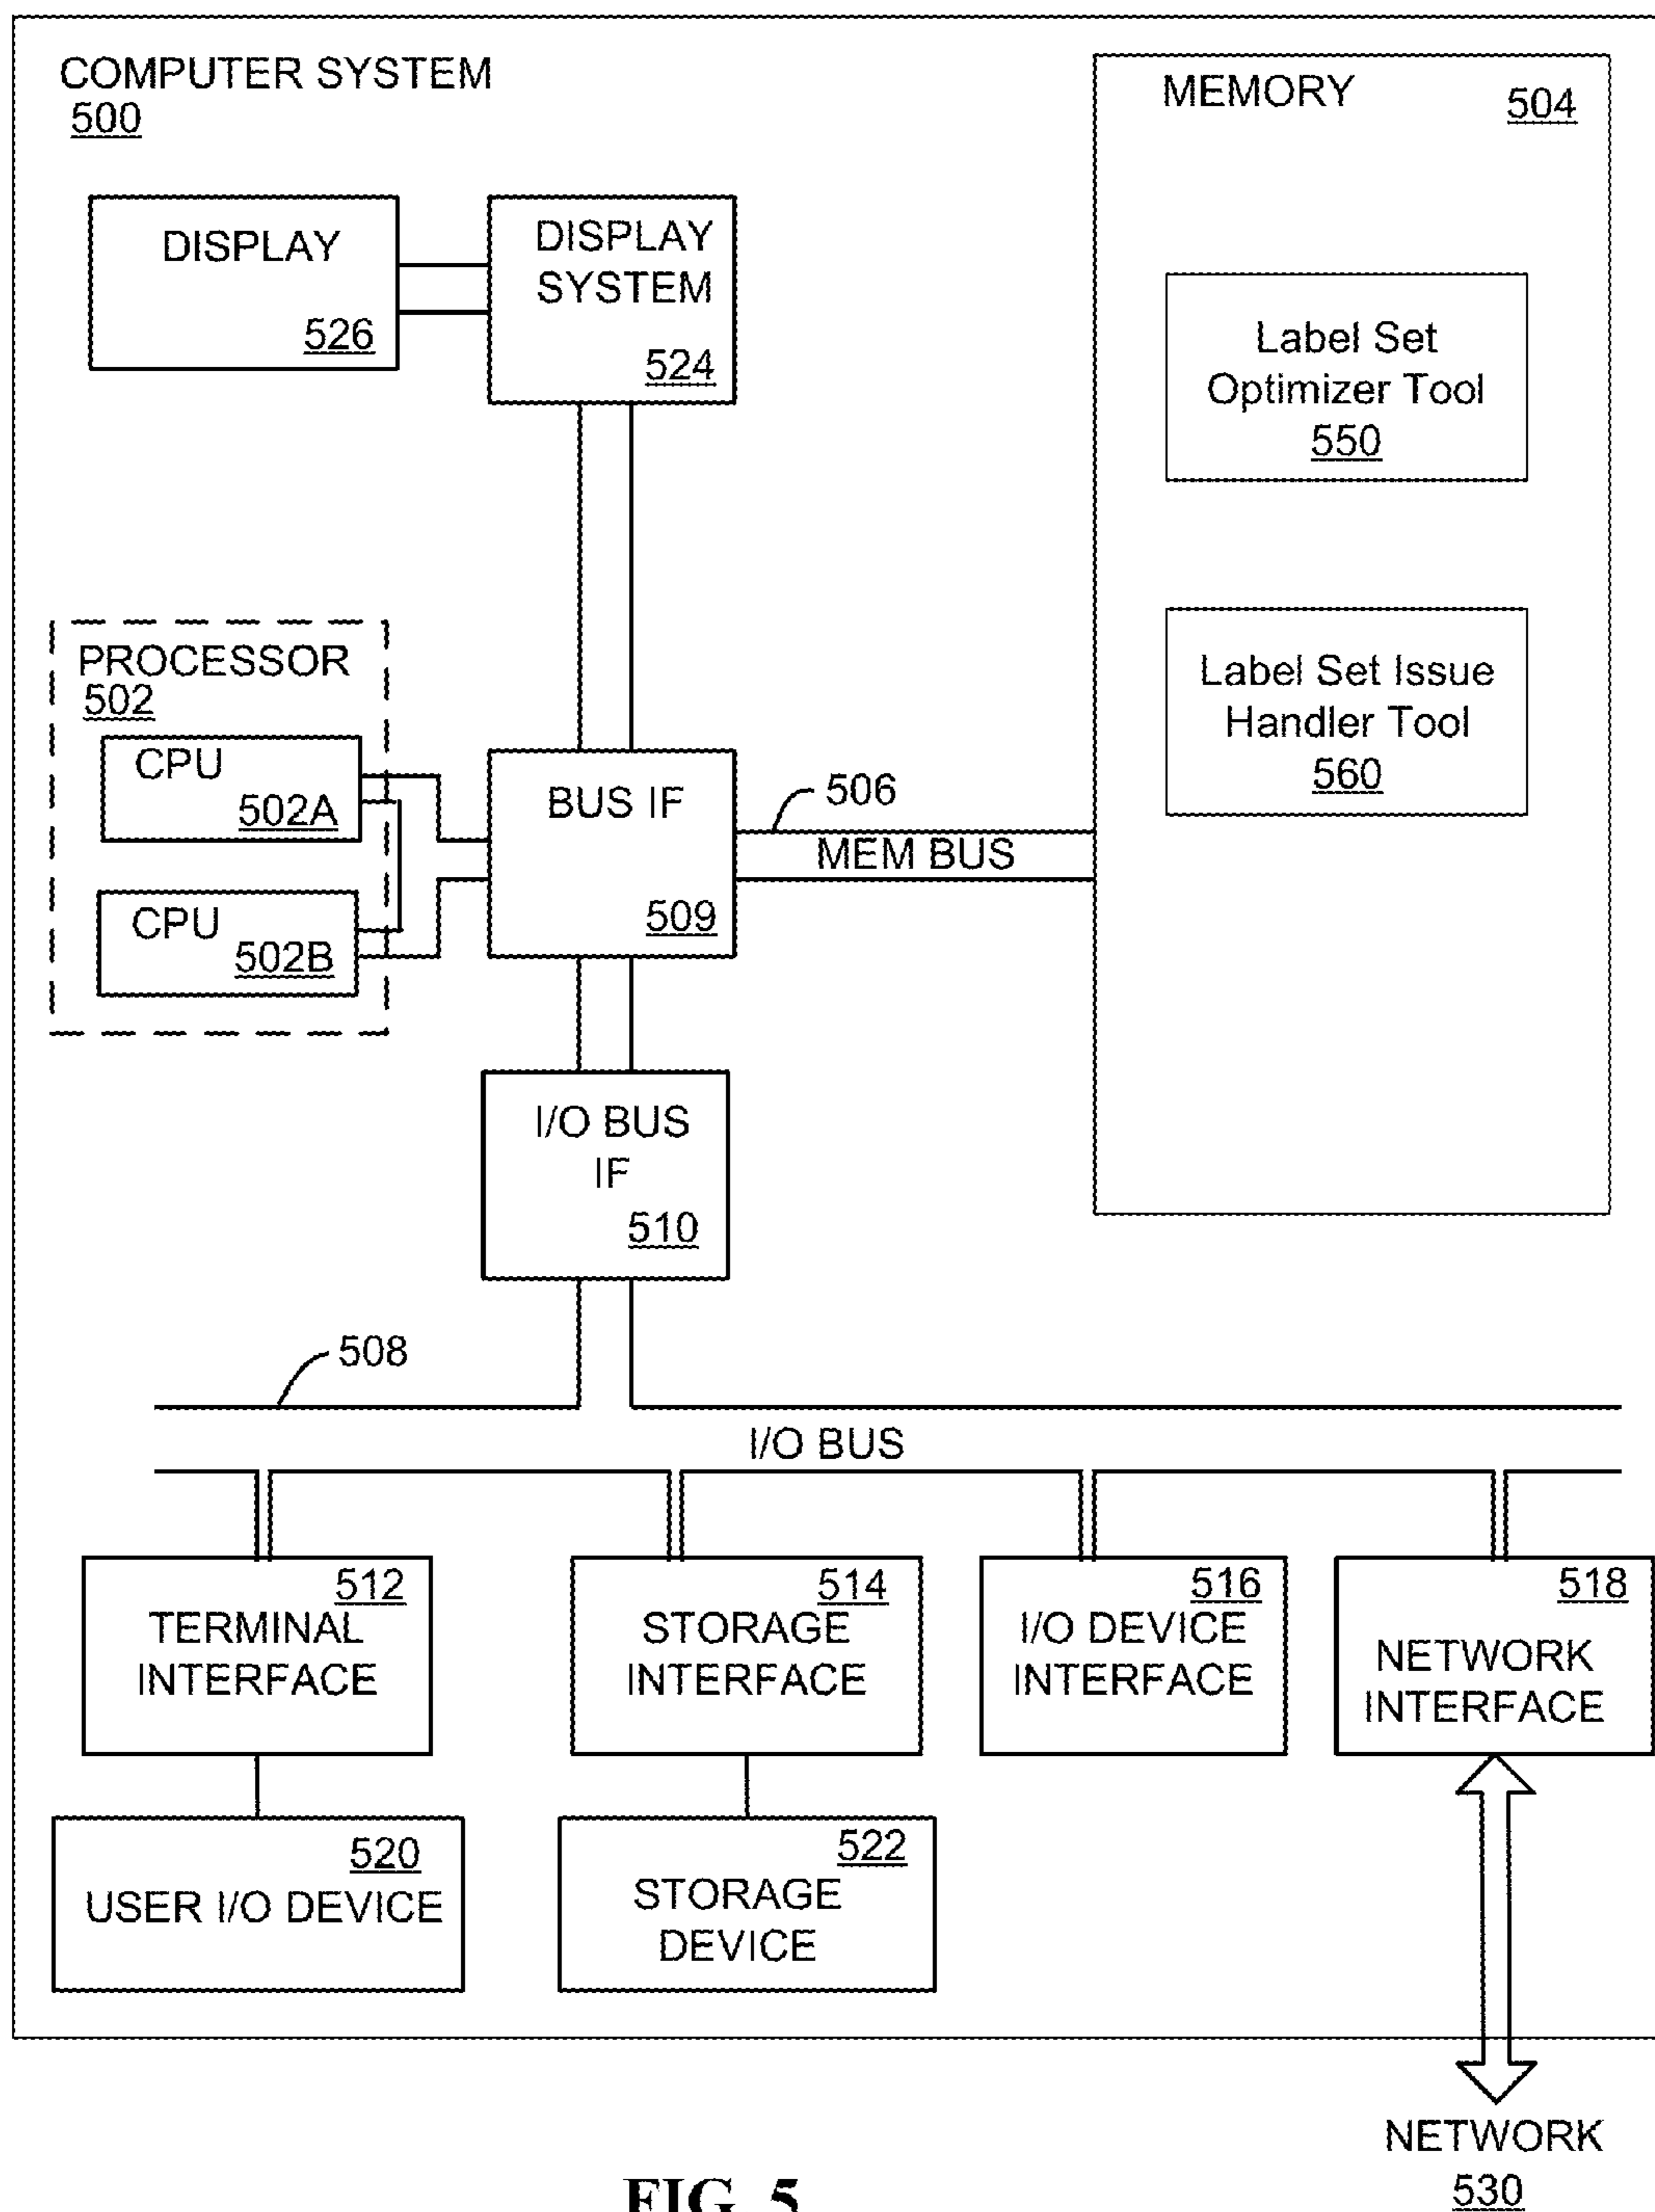 COMPUTER SYSTEM
500
MEMORY
504
DISPLAY
526
DISPLAY
SYSTEM
524
Label Set
Optimizer Tool
550
PROCESSOR
502
CPU
502A
CPU
502B
BUS IF
509
506
MEM BUS
Label Set Issue
Handler Tool
560
I/O BUS
IF
510
508
I/O BUS
512
TERMINAL
INTERFACE
514
STORAGE
INTERFACE
516
I/O DEVICE
INTERFACE
518
NETWORK
INTERFACE
520
USER I/O DEVICE
522
STORAGE
DEVICE
NETWORK
530
FIG. 5